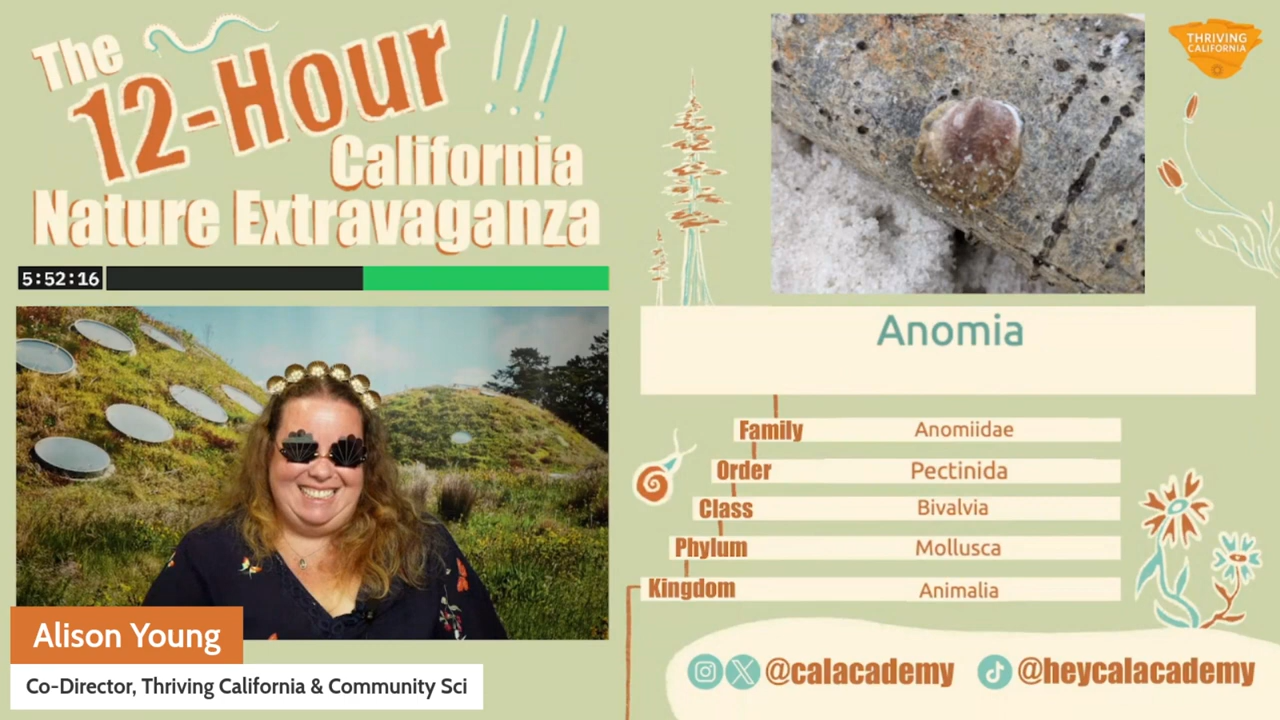 The
12-Hour !!!
California
Nature Extravaganza
5:52:16
THRIVING
CALIFORNIA
Anomia
Family Anomiidae
Order Pectinida
Class Bivalvia
Phylum Mollusca
Kingdom Animalia
Alison Young
Co-Director, Thriving California & Community Sci
@calacademy @heycalacademy